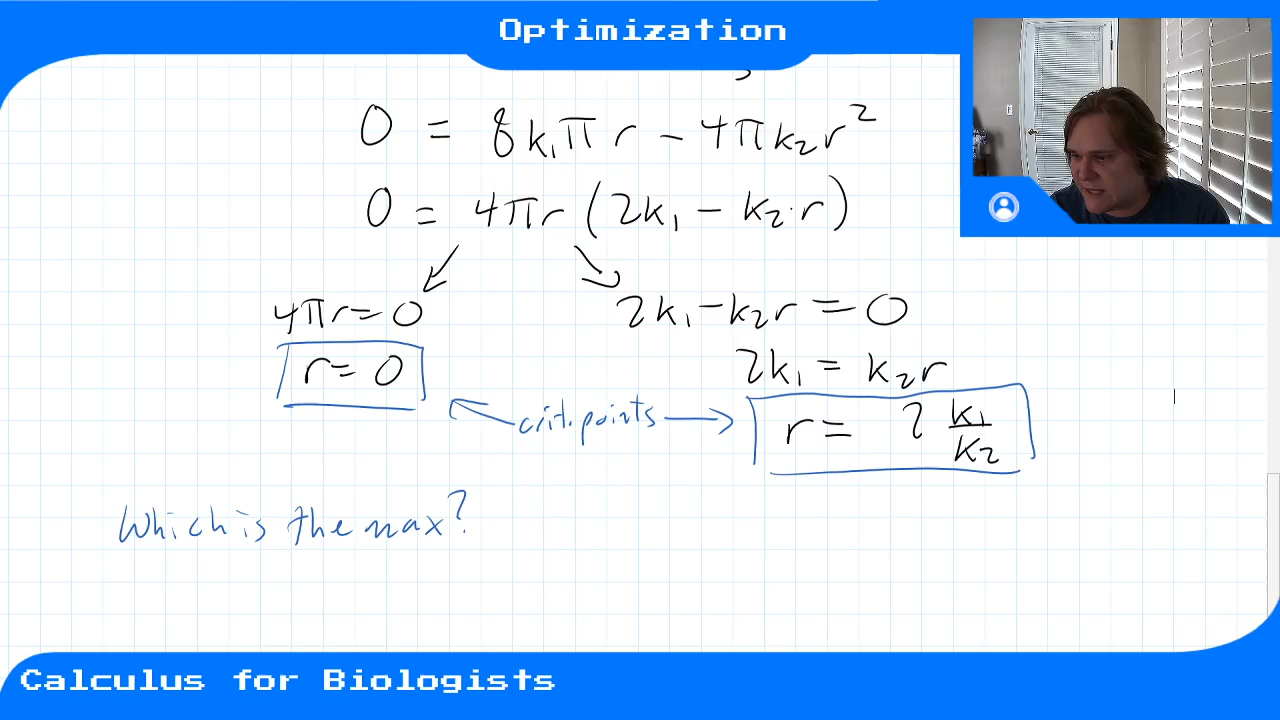 Optimization
0 = 8k₁πr − 4πk₂r²
0 = 4πr (2k₁ − k₂·r)
4πr = 0
2k₁ − k₂r = 0
r = 0
2k₁ = k₂r
crit. points
r = 2 k₁/k₂
Which is the max?
Calculus for Biologists